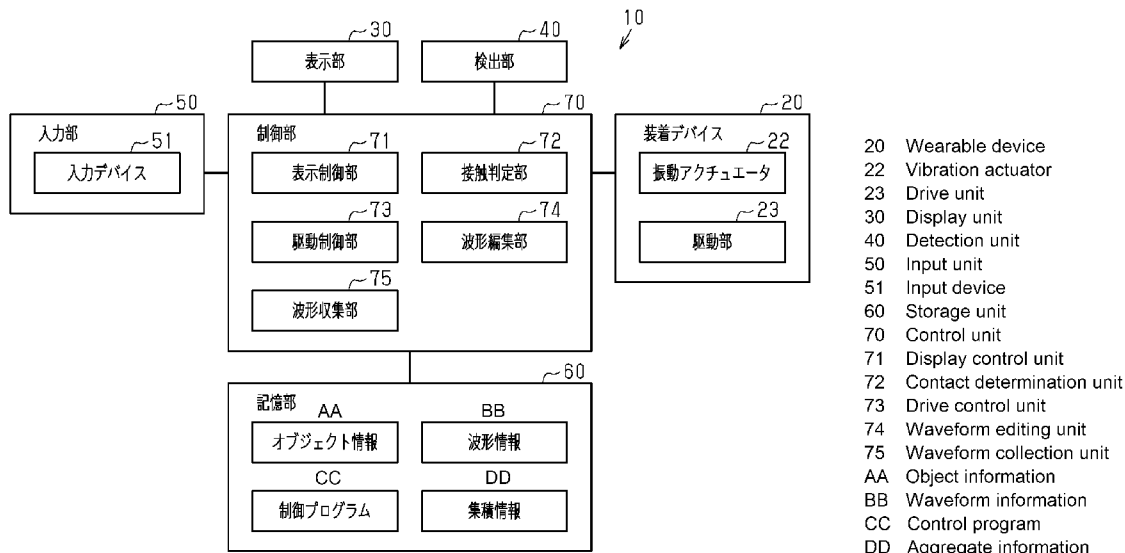 10
30
40
表示部
検出部
50
70
20
入力部
制御部
装着デバイス
51
71
72
22
入力デバイス
表示制御部
接触判定部
振動アクチュエータ
73
74
23
駆動制御部
波形編集部
駆動部
75
波形収集部
60
記憶部
AA
BB
オブジェクト情報
波形情報
CC
DD
制御プログラム
集積情報
20 Wearable device
22 Vibration actuator
23 Drive unit
30 Display unit
40 Detection unit
50 Input unit
51 Input device
60 Storage unit
70 Control unit
71 Display control unit
72 Contact determination unit
73 Drive control unit
74 Waveform editing unit
75 Waveform collection unit
AA Object information
BB Waveform information
CC Control program
DD Aggregate information